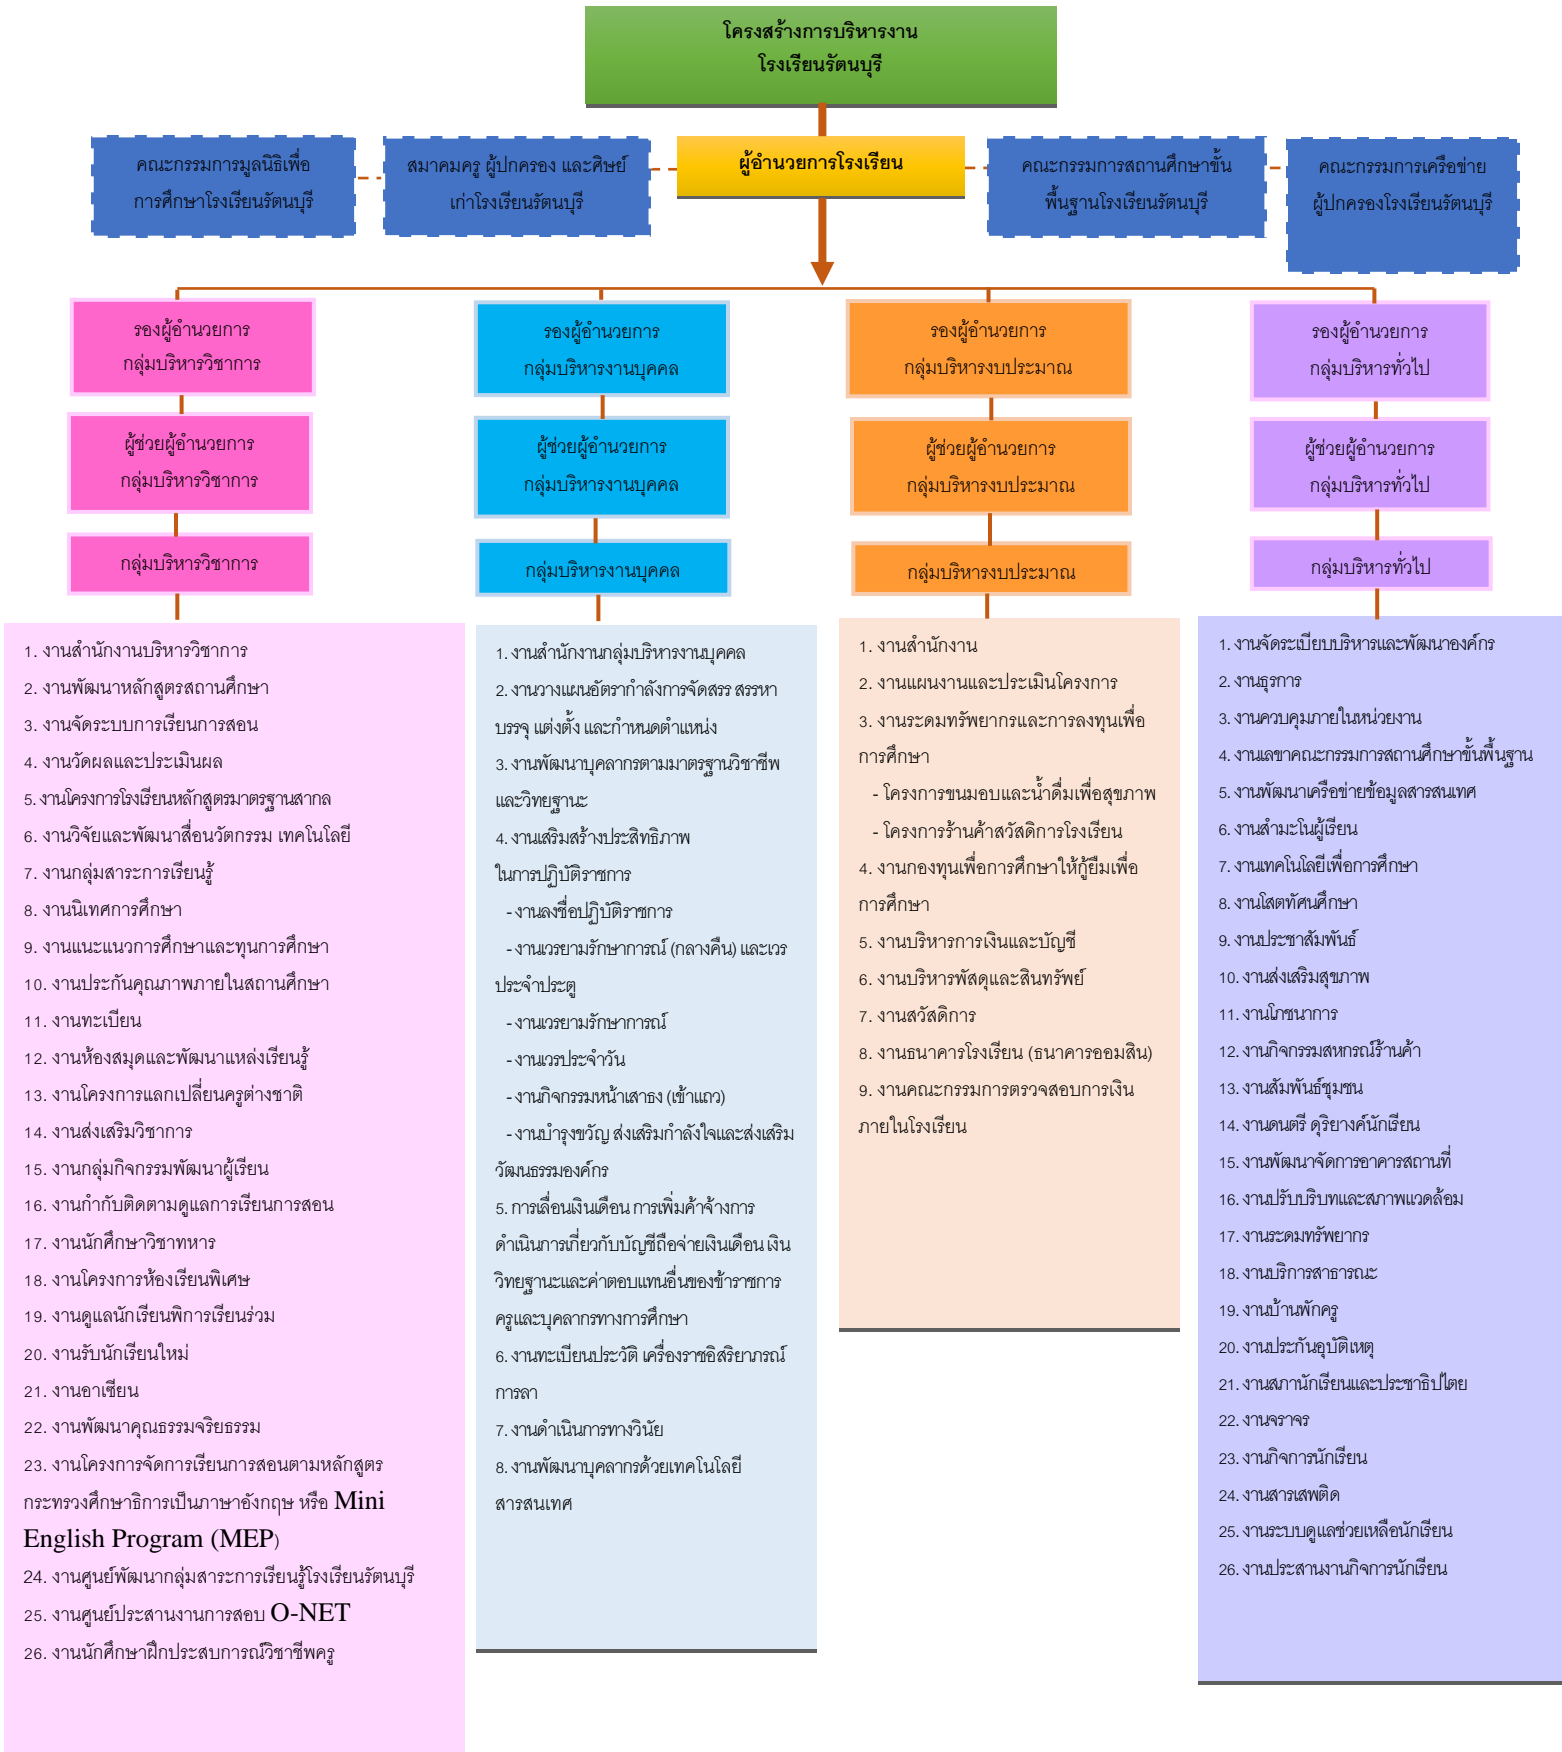 โครงสร้างการบริหารงาน
โรงเรียนรัตนบุรี
คณะกรรมการมูลนิธิเพื่อ
การศึกษาโรงเรียนรัตนบุรี
สมาคมครู ผู้ปกครอง และศิษย์
เก่าโรงเรียนรัตนบุรี
ผู้อำนวยการโรงเรียน
คณะกรรมการสถานศึกษาขั้น
พื้นฐานโรงเรียนรัตนบุรี
คณะกรรมการเครือข่าย
ผู้ปกครองโรงเรียนรัตนบุรี
รองผู้อำนวยการ
กลุ่มบริหารวิชาการ
ผู้ช่วยผู้อำนวยการ
กลุ่มบริหารวิชาการ
กลุ่มบริหารวิชาการ
1. งานสำนักงานบริหารวิชาการ
2. งานพัฒนาหลักสูตรสถานศึกษา
3. งานจัดระบบการเรียนการสอน
4. งานวัดผลและประเมินผล
5. งานโครงการโรงเรียนหลักสูตรมาตรฐานสากล
6. งานวิจัยและพัฒนาสื่อนวัตกรรม เทคโนโลยี
7. งานกลุ่มสาระการเรียนรู้
8. งานนิเทศการศึกษา
9. งานแนะแนวการศึกษาและทุนการศึกษา
10. งานประกันคุณภาพภายในสถานศึกษา
11. งานทะเบียน
12. งานห้องสมุดและพัฒนาแหล่งเรียนรู้
13. งานโครงการแลกเปลี่ยนครูต่างชาติ
14. งานส่งเสริมวิชาการ
15. งานกลุ่มกิจกรรมพัฒนาผู้เรียน
16. งานกำกับติดตามดูแลการเรียนการสอน
17. งานนักศึกษาวิชาทหาร
18. งานโครงการห้องเรียนพิเศษ
19. งานดูแลนักเรียนพิการเรียนร่วม
20. งานรับนักเรียนใหม่
21. งานอาเซียน
22. งานพัฒนาคุณธรรมจริยธรรม
23. งานโครงการจัดการเรียนการสอนตามหลักสูตร
กระทรวงศึกษาธิการเป็นภาษาอังกฤษ หรือ Mini
English Program (MEP)
24. งานศูนย์พัฒนากลุ่มสาระการเรียนรู้โรงเรียนรัตนบุรี
25. งานศูนย์ประสานงานการสอบ O-NET
26. งานนักศึกษาฝึกประสบการณ์วิชาชีพครู
รองผู้อำนวยการ
กลุ่มบริหารงานบุคคล
ผู้ช่วยผู้อำนวยการ
กลุ่มบริหารงานบุคคล
กลุ่มบริหารงานบุคคล
1. งานสำนักงานกลุ่มบริหารงานบุคคล
2. งานวางแผนอัตรากำลังการจัดสรร สรรหา
บรรจุ แต่งตั้ง และกำหนดตำแหน่ง
3. งานพัฒนาบุคลากรตามมาตรฐานวิชาชีพ
และวิทยฐานะ
4. งานเสริมสร้างประสิทธิภาพ
ในการปฏิบัติราชการ
- งานลงชื่อปฏิบัติราชการ
- งานเวรยามรักษาการณ์ (กลางคืน) และเวร
ประจำประตู
- งานเวรยามรักษาการณ์
- งานเวรประจำวัน
- งานกิจกรรมหน้าเสาธง (เข้าแถว)
- งานบำรุงขวัญ ส่งเสริมกำลังใจและส่งเสริม
วัฒนธรรมองค์กร
5. การเลื่อนเงินเดือน การเพิ่มค้าจ้างการ
ดำเนินการเกี่ยวกับบัญชีถือจ่ายเงินเดือน เงิน
วิทยฐานะและค่าตอบแทนอื่นของข้าราชการ
ครูและบุคลากรทางการศึกษา
6. งานทะเบียนประวัติ เครื่องราชอิสริยาภรณ์
การลา
7. งานดำเนินการทางวินัย
8. งานพัฒนาบุคลากรด้วยเทคโนโลยี
สารสนเทศ
รองผู้อำนวยการ
กลุ่มบริหารงบประมาณ
ผู้ช่วยผู้อำนวยการ
กลุ่มบริหารงบประมาณ
กลุ่มบริหารงบประมาณ
1. งานสำนักงาน
2. งานแผนงานและประเมินโครงการ
3. งานระดมทรัพยากรและการลงทุนเพื่อ
การศึกษา
- โครงการขนมอบและน้ำดื่มเพื่อสุขภาพ
- โครงการร้านค้าสวัสดิการโรงเรียน
4. งานกองทุนเพื่อการศึกษาให้กู้ยืมเพื่อ
การศึกษา
5. งานบริหารการเงินและบัญชี
6. งานบริหารพัสดุและสินทรัพย์
7. งานสวัสดิการ
8. งานธนาคารโรงเรียน (ธนาคารออมสิน)
9. งานคณะกรรมการตรวจสอบการเงิน
ภายในโรงเรียน
รองผู้อำนวยการ
กลุ่มบริหารทั่วไป
ผู้ช่วยผู้อำนวยการ
กลุ่มบริหารทั่วไป
กลุ่มบริหารทั่วไป
1. งานจัดระเบียบบริหารและพัฒนาองค์กร
2. งานธุรการ
3. งานควบคุมภายในหน่วยงาน
4. งานเลขาคณะกรรมการสถานศึกษาขั้นพื้นฐาน
5. งานพัฒนาเครือข่ายข้อมูลสารสนเทศ
6. งานสำมะโนผู้เรียน
7. งานเทคโนโลยีเพื่อการศึกษา
8. งานโสตทัศนศึกษา
9. งานประชาสัมพันธ์
10. งานส่งเสริมสุขภาพ
11. งานโภชนาการ
12. งานกิจกรรมสหกรณ์ร้านค้า
13. งานสัมพันธ์ชุมชน
14. งานดนตรี ดุริยางค์นักเรียน
15. งานพัฒนาจัดการอาคารสถานที่
16. งานปรับบริบทและสภาพแวดล้อม
17. งานระดมทรัพยากร
18. งานบริการสาธารณะ
19. งานบ้านพักครู
20. งานประกันอุบัติเหตุ
21. งานสภานักเรียนและประชาธิปไตย
22. งานจราจร
23. งานกิจการนักเรียน
24. งานสารเสพติด
25. งานระบบดูแลช่วยเหลือนักเรียน
26. งานประสานงานกิจการนักเรียน